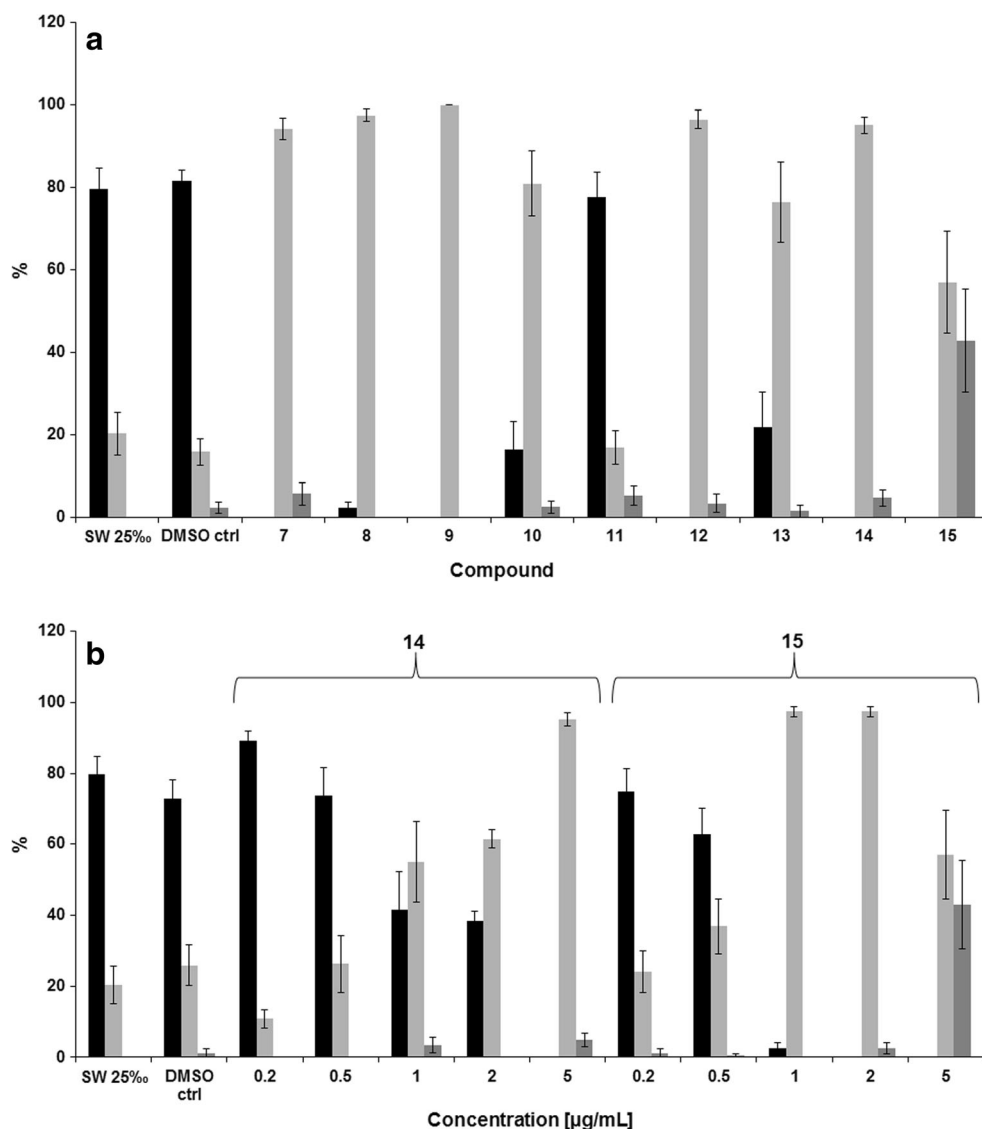 a
120
100
80
60
40
20
0
%
SW 25‰ DMSO ctrl 7 8 9 10 11 12 13 14 15
Compound
b
120
100
80
60
40
20
0
%
14 15
SW 25‰ DMSO ctrl 0.2 0.5 1 2 5 0.2 0.5 1 2 5
Concentration [µg/mL]